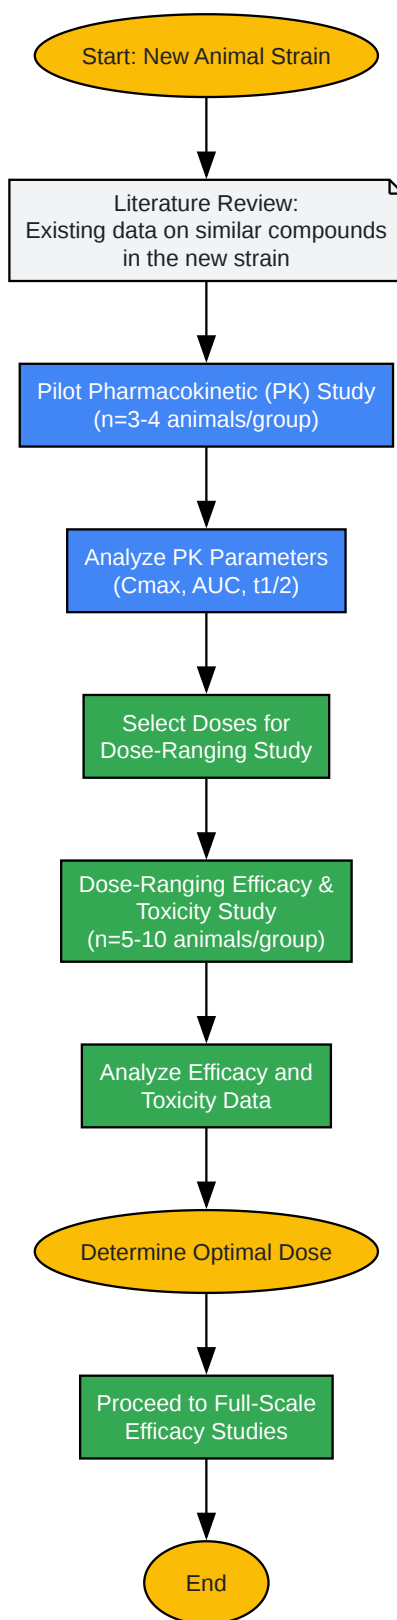 Start: New Animal Strain
Literature Review:
Existing data on similar compounds
in the new strain
Pilot Pharmacokinetic (PK) Study
(n=3-4 animals/group)
Analyze PK Parameters
(Cmax, AUC, t1/2)
Select Doses for
Dose-Ranging Study
Dose-Ranging Efficacy &
Toxicity Study
(n=5-10 animals/group)
Analyze Efficacy and
Toxicity Data
Determine Optimal Dose
Proceed to Full-Scale
Efficacy Studies
End